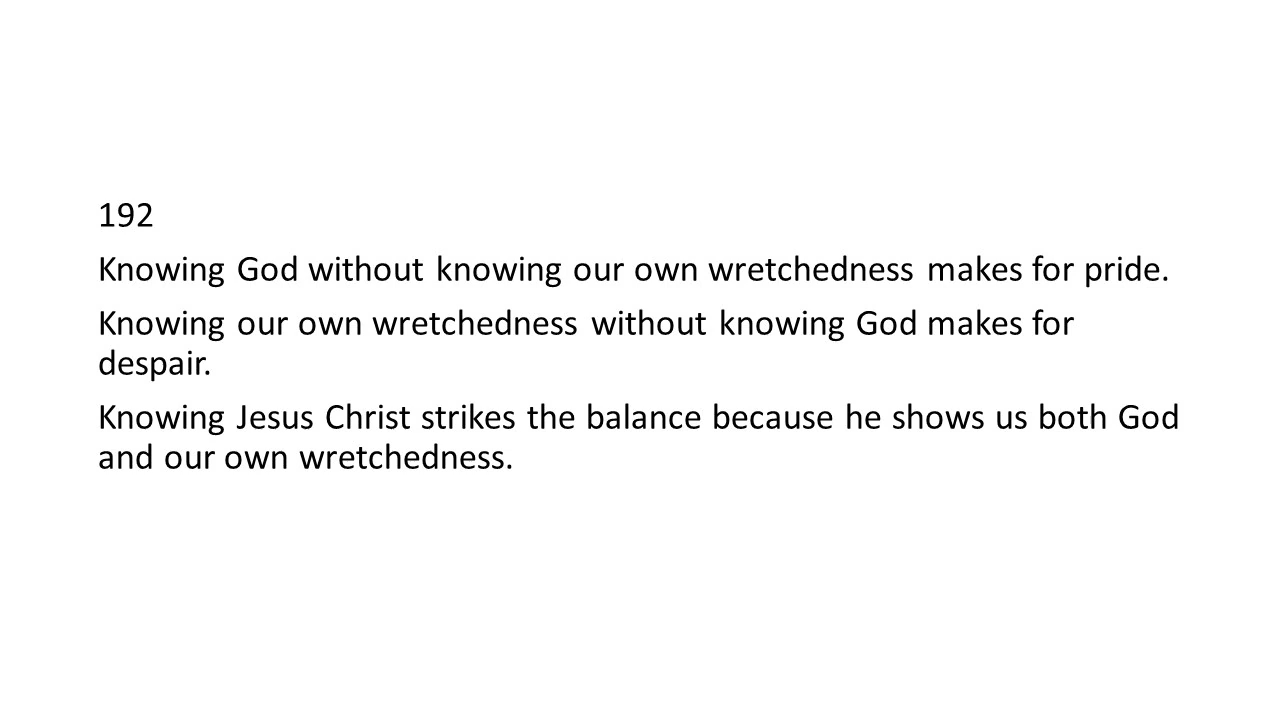 192
Knowing God without knowing our own wretchedness makes for pride.
Knowing our own wretchedness without knowing God makes for
despair.
Knowing Jesus Christ strikes the balance because he shows us both God
and our own wretchedness.